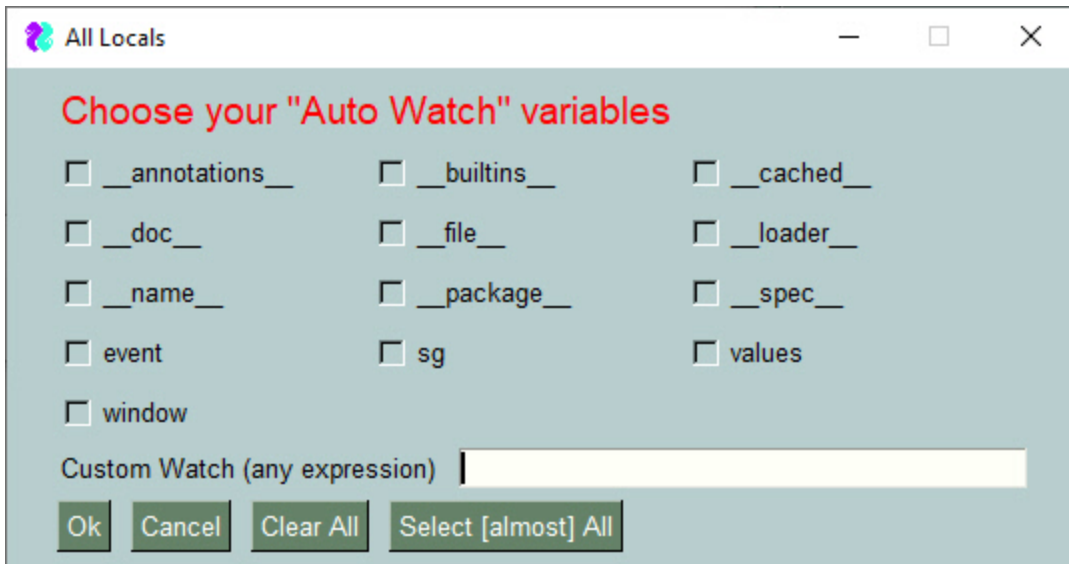 All Locals
Choose your "Auto Watch" variables
__annotations__ __builtins__ __cached__
__doc__ __file__ __loader__
__name__ __package__ __spec__
event sg values
window
Custom Watch (any expression)
Ok Cancel Clear All Select [almost] All